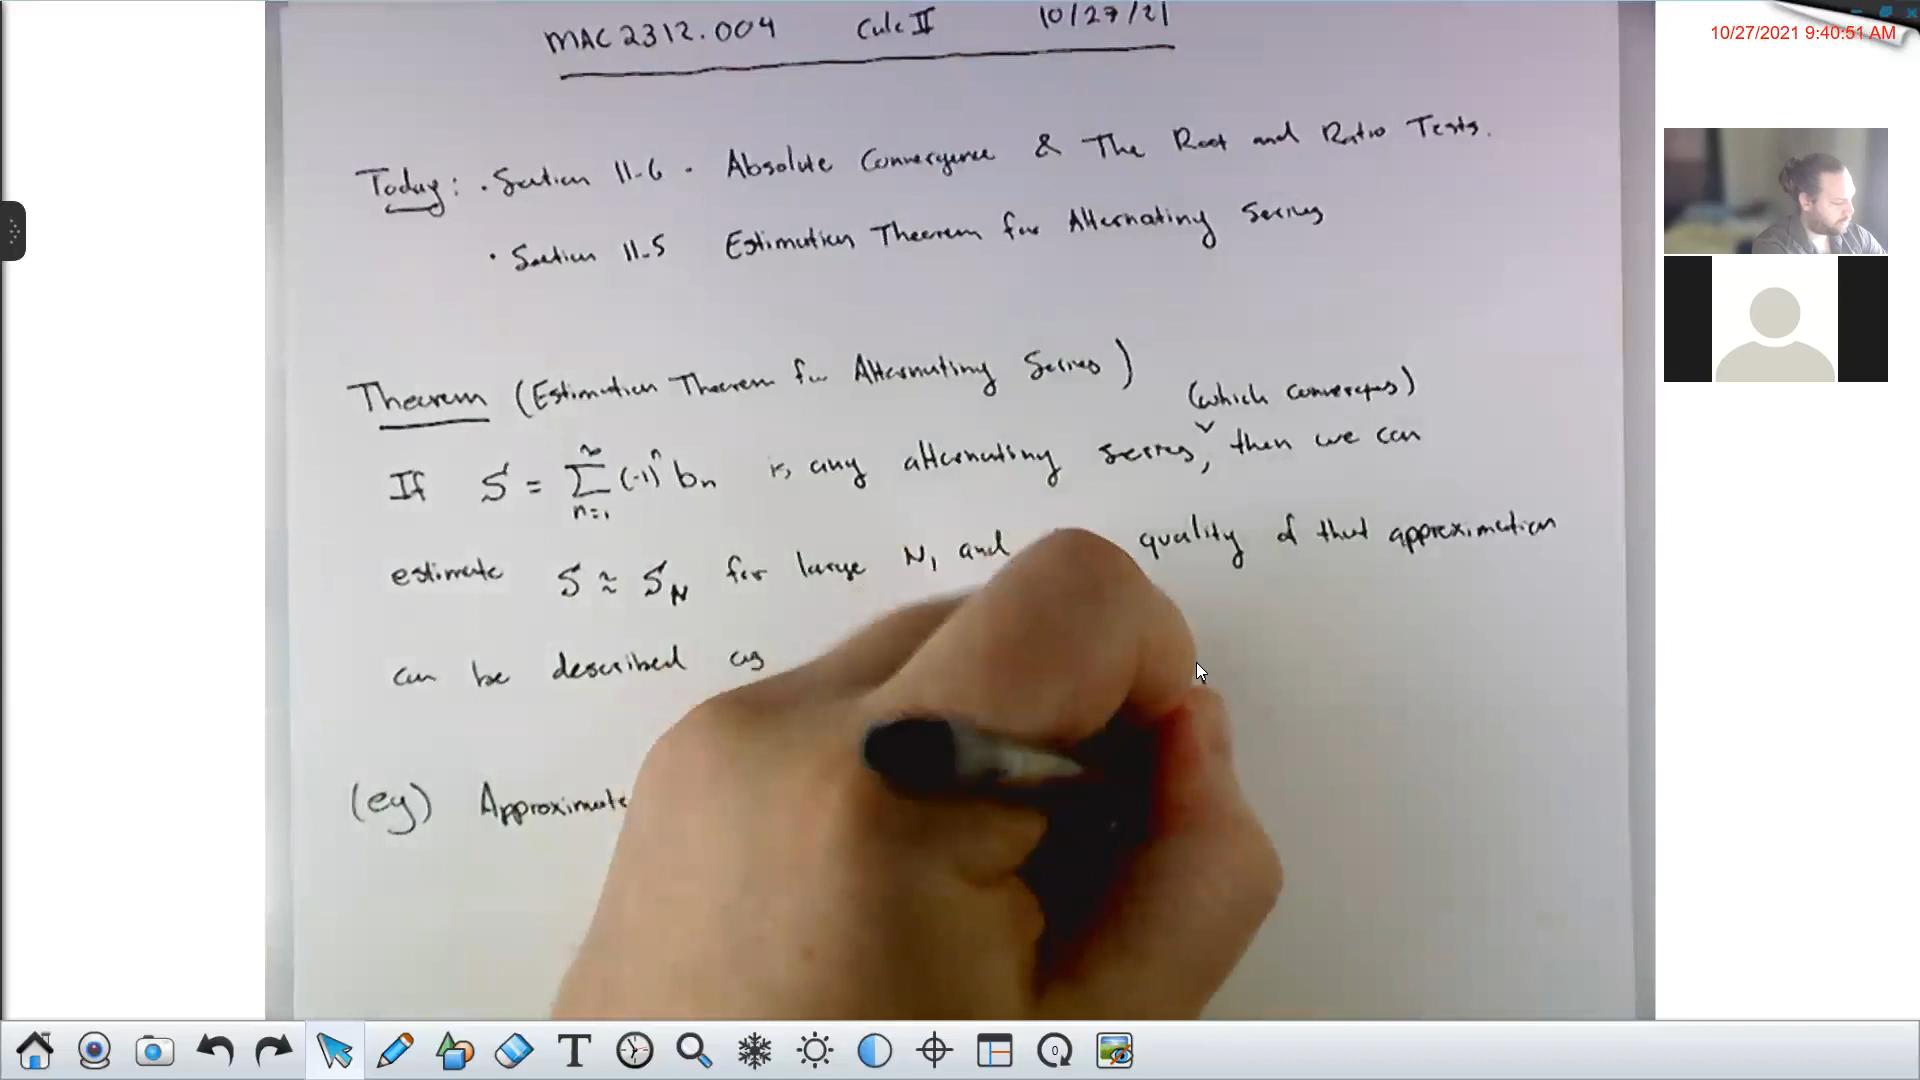 MAC2312.004 Calc II 10/27/21
10/27/2021 9:40:51 AM
Today: · Section 11.6 · Absolute Convergence & The Root and Ratio Tests.
· Section 11.5 Estimation Theorem for Alternating Series
Theorem (Estimation Theorem for Alternating Series)
(which converges)
If S = ∑_{n=1}^∞ (-1)^n b_n is any alternating series, then we can
estimate S ≈ S_N for large N, and quality of that approximation
can be described as
(eg) Approximate
T
0